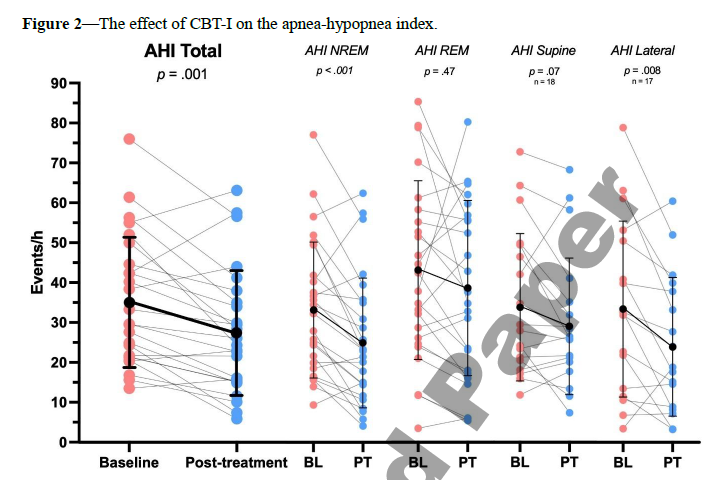 Figure 2—The effect of CBT-I on the apnea-hypopnea index.
AHI Total
p = .001
AHI NREM
p < .001
AHI REM
p = .47
AHI Supine
p = .07
n = 18
AHI Lateral
p = .008
n = 17
Events/h
90
80
70
60
50
40
30
20
10
0
Baseline
Post-treatment
BL
PT
BL
PT
BL
PT
BL
PT
d Paper